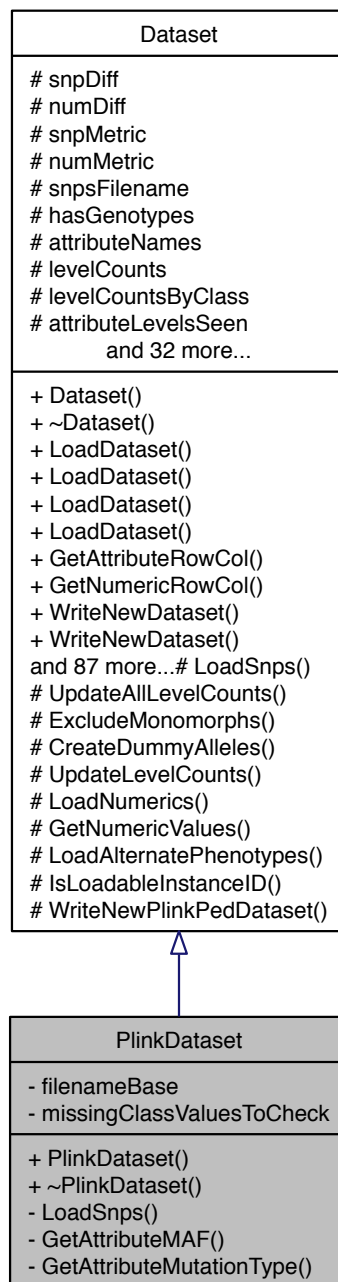 Dataset
# snpDiff
# numDiff
# snpMetric
# numMetric
# snpsFilename
# hasGenotypes
# attributeNames
# levelCounts
# levelCountsByClass
# attributeLevelsSeen
and 32 more...
+ Dataset()
+ ~Dataset()
+ LoadDataset()
+ LoadDataset()
+ LoadDataset()
+ LoadDataset()
+ GetAttributeRowCol()
+ GetNumericRowCol()
+ WriteNewDataset()
+ WriteNewDataset()
and 87 more...# LoadSnps()
# UpdateAllLevelCounts()
# ExcludeMonomorphs()
# CreateDummyAlleles()
# UpdateLevelCounts()
# LoadNumerics()
# GetNumericValues()
# LoadAlternatePhenotypes()
# IsLoadableInstanceID()
# WriteNewPlinkPedDataset()
PlinkDataset
- filenameBase
- missingClassValuesToCheck
+ PlinkDataset()
+ ~PlinkDataset()
- LoadSnps()
- GetAttributeMAF()
- GetAttributeMutationType()